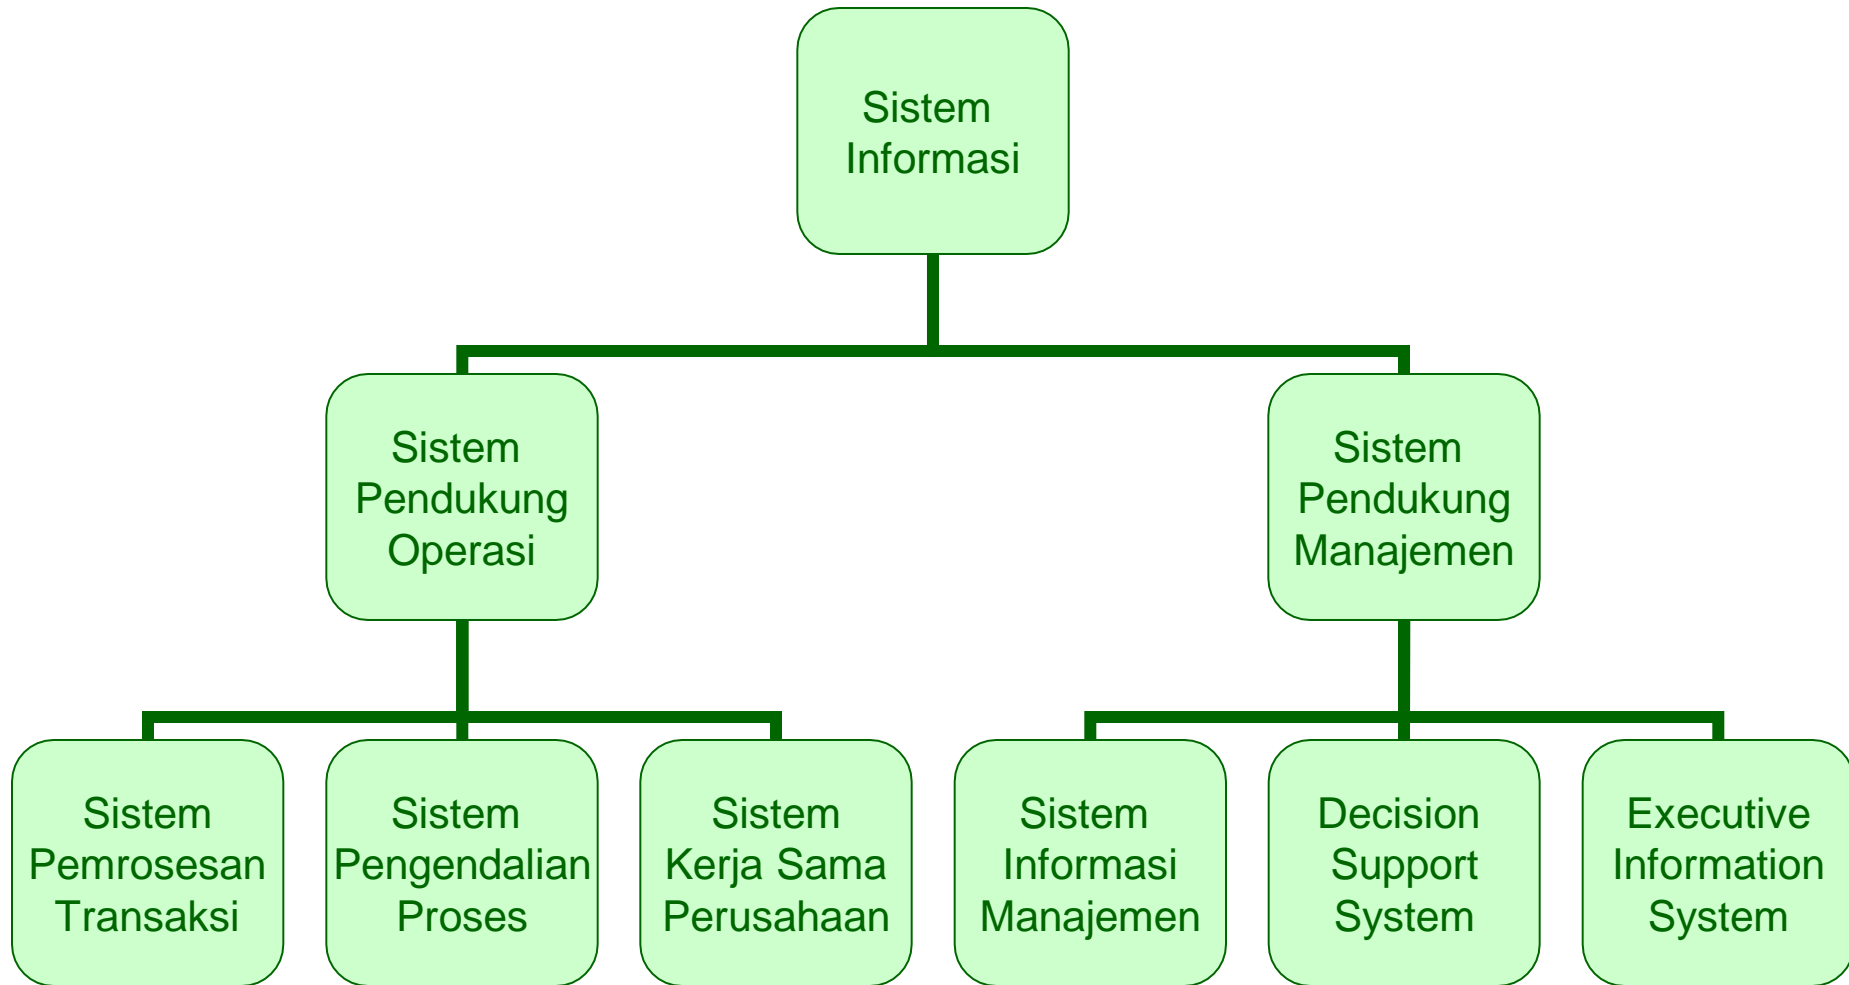 Sistem
Informasi
Sistem
Pendukung
Operasi
Sistem
Pendukung
Manajemen
Sistem
Pemrosesan
Transaksi
Sistem
Pengendalian
Proses
Sistem
Kerja Sama
Perusahaan
Sistem
Informasi
Manajemen
Decision
Support
System
Executive
Information
System